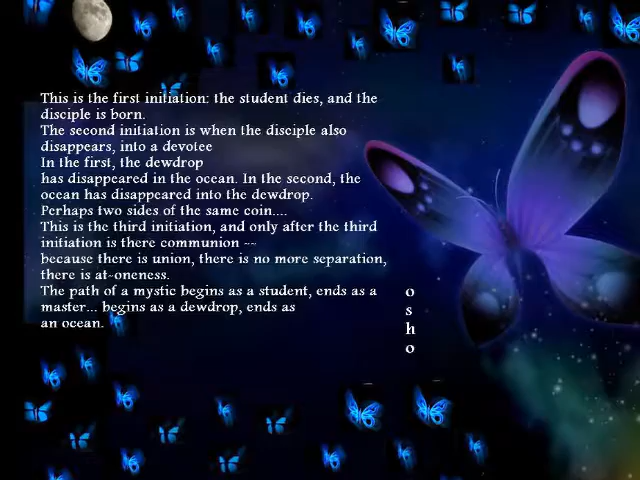 This is the first initiation: the student dies, and the
disciple is born.
The second initiation is when the disciple also
disappears, into a devotee
In the first, the dewdrop
has disappeared in the ocean. In the second, the
ocean has disappeared into the dewdrop.
Perhaps two sides of the same coin....
This is the third initiation, and only after the third
initiation is there communion --
because there is union, there is no more separation,
there is at-oneness.
The path of a mystic begins as a student, ends as a
master... begins as a dewdrop, ends as
an ocean.
o
s
h
o